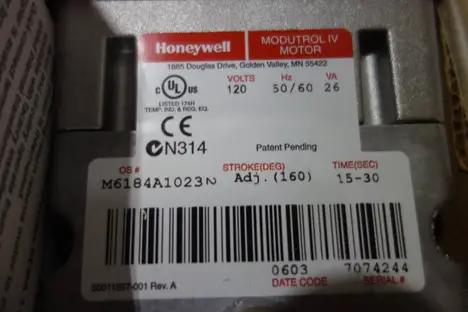 Honeywell
MODUTROL IV
MOTOR
1885 Douglas Drive, Golden Valley, MN 55422
VOLTS Hz VA
120 50/60 26
C UL US
LISTED 174H
TEMP. IND. & REG. EQ.
CE
N314
Patent Pending
OS # STROKE(DEG) TIME(SEC)
M6184A1023 Adj.(160) 15-30
0603 7074244
Rev. A DATE CODE SERIAL#